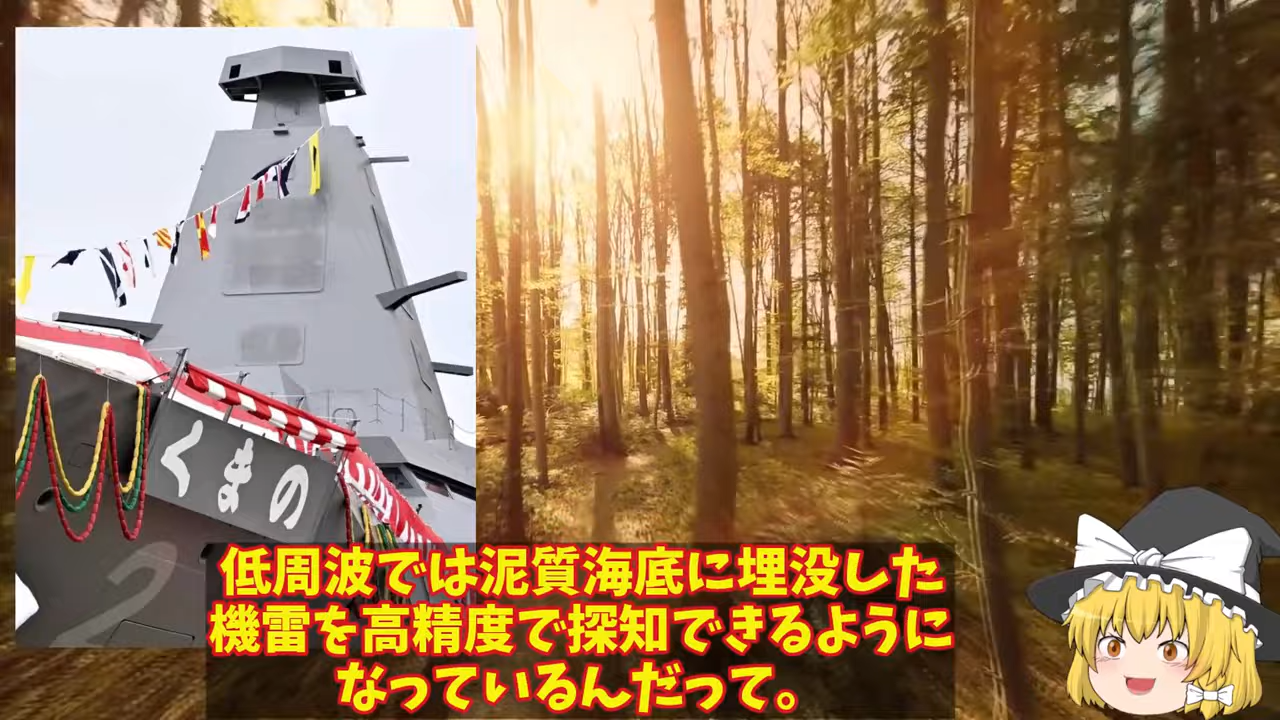 くまの
2
低周波では泥質海底に埋没した
機雷を高精度で探知できるように
なっているんだって。